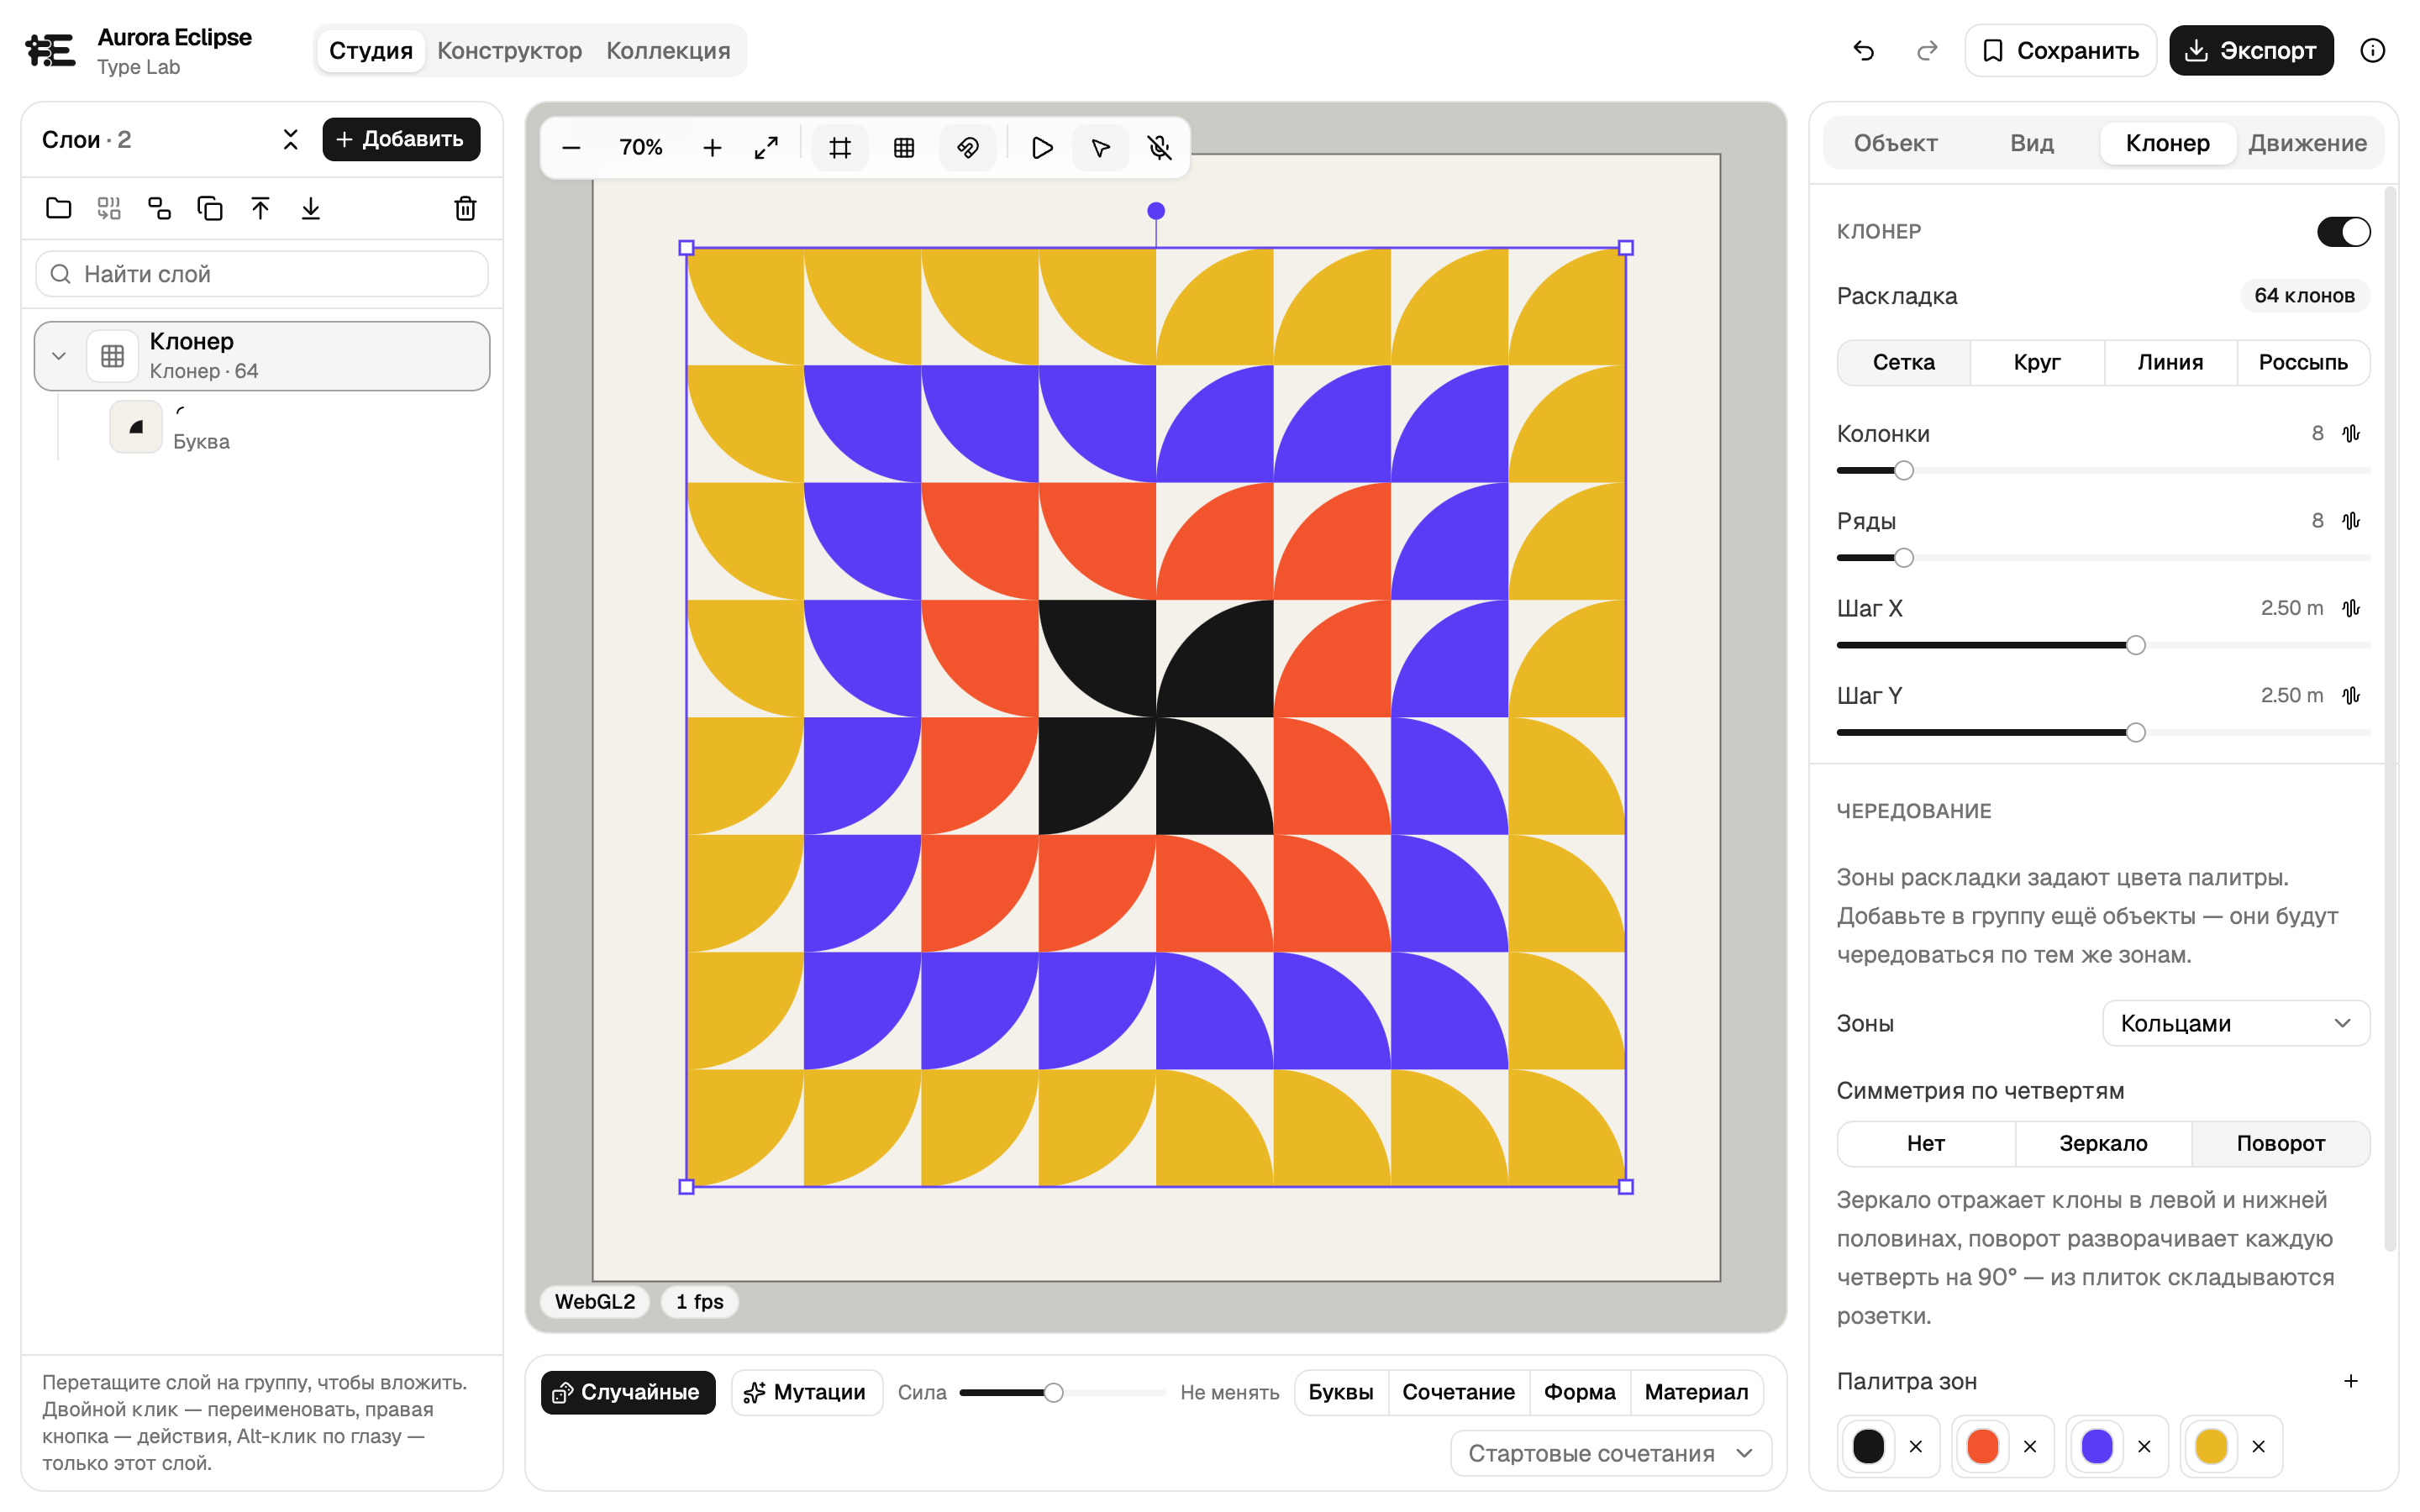 Aurora Eclipse
Type Lab
Студия
Конструктор
Коллекция
Сохранить
Экспорт
Слои · 2
Добавить
Найти слой
Клонер
Клонер · 64
Буква
70%
WebGL2
1 fps
Перетащите слой на группу, чтобы вложить.
Двойной клик — переименовать, правая
кнопка — действия, Alt-клик по глазу —
только этот слой.
Случайные
Мутации
Сила
Не менять
Буквы
Сочетание
Форма
Материал
Стартовые сочетания
Объект
Вид
Клонер
Движение
КЛОНЕР
Раскладка
64 клонов
Сетка
Круг
Линия
Россыпь
Колонки
8
Ряды
8
Шаг X
2.50 m
Шаг Y
2.50 m
ЧЕРЕДОВАНИЕ
Зоны раскладки задают цвета палитры.
Добавьте в группу ещё объекты — они будут
чередоваться по тем же зонам.
Зоны
Кольцами
Симметрия по четвертям
Нет
Зеркало
Поворот
Зеркало отражает клоны в левой и нижней
половинах, поворот разворачивает каждую
четверть на 90° — из плиток складываются
розетки.
Палитра зон